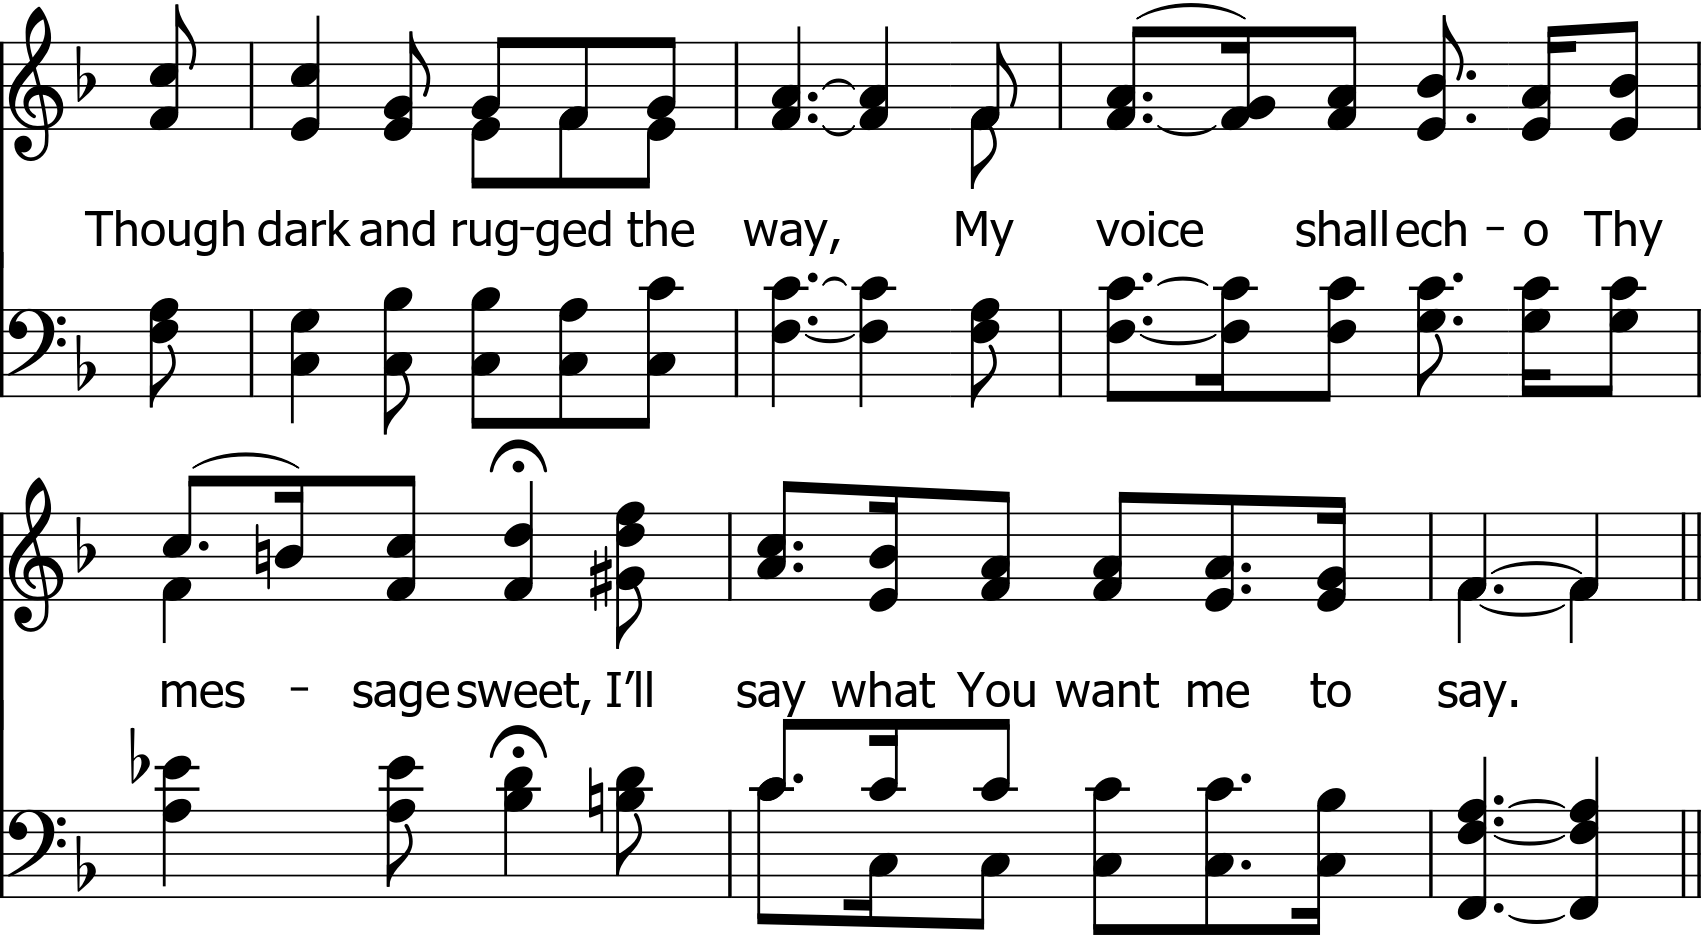 Though dark and rug-ged the way, My voice shall ech - o Thy
mes - sage sweet, I’ll say what You want me to say.